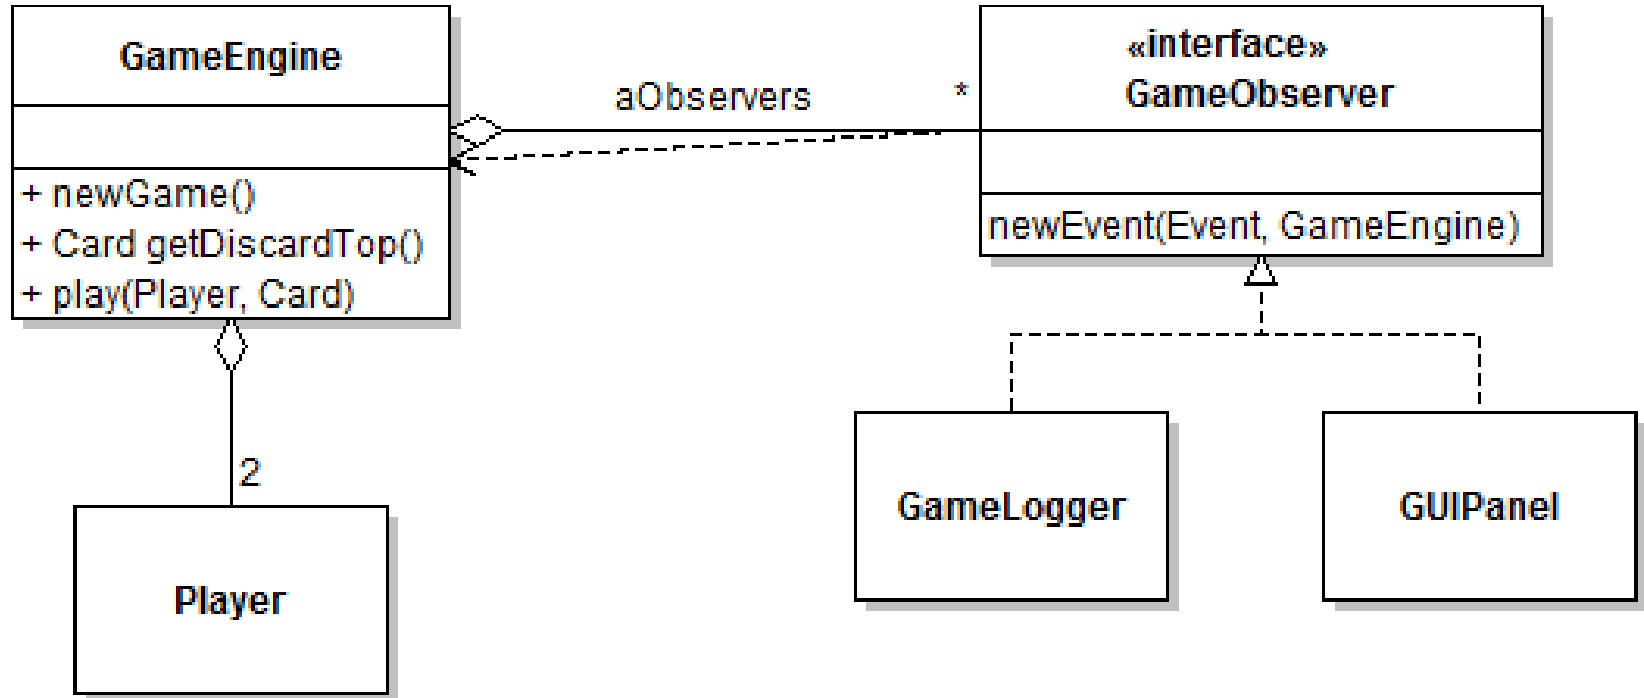 GameEngine
+ newGame()
+ Card getDiscardTop()
+ play(Player, Card)
aObservers
*
«interface»
GameObserver
newEvent(Event, GameEngine)
2
Player
GameLogger
GUIPanel